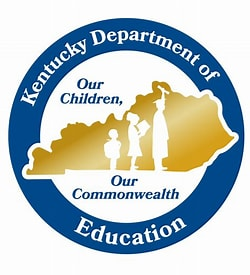 Kentucky Department of
Our
Children,
Our
Commonwealth
Education